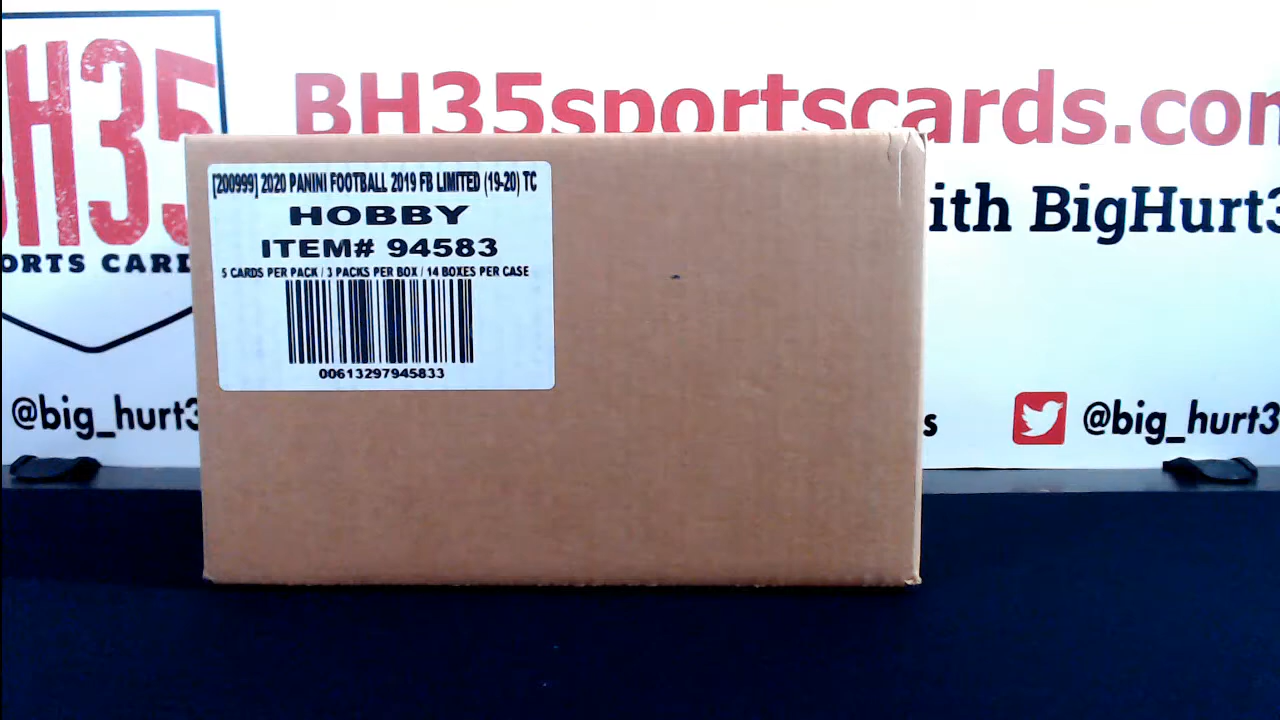 BH35
ORTS CARD
BH35sportscards.com
ith BigHurt3
[200999] 2020 PANINI FOOTBALL 2019 FB LIMITED (19-20) TC
HOBBY
ITEM# 94583
5 CARDS PER PACK / 3 PACKS PER BOX / 14 BOXES PER CASE
00613297945833
@big_hurt3
s
@big_hurt3